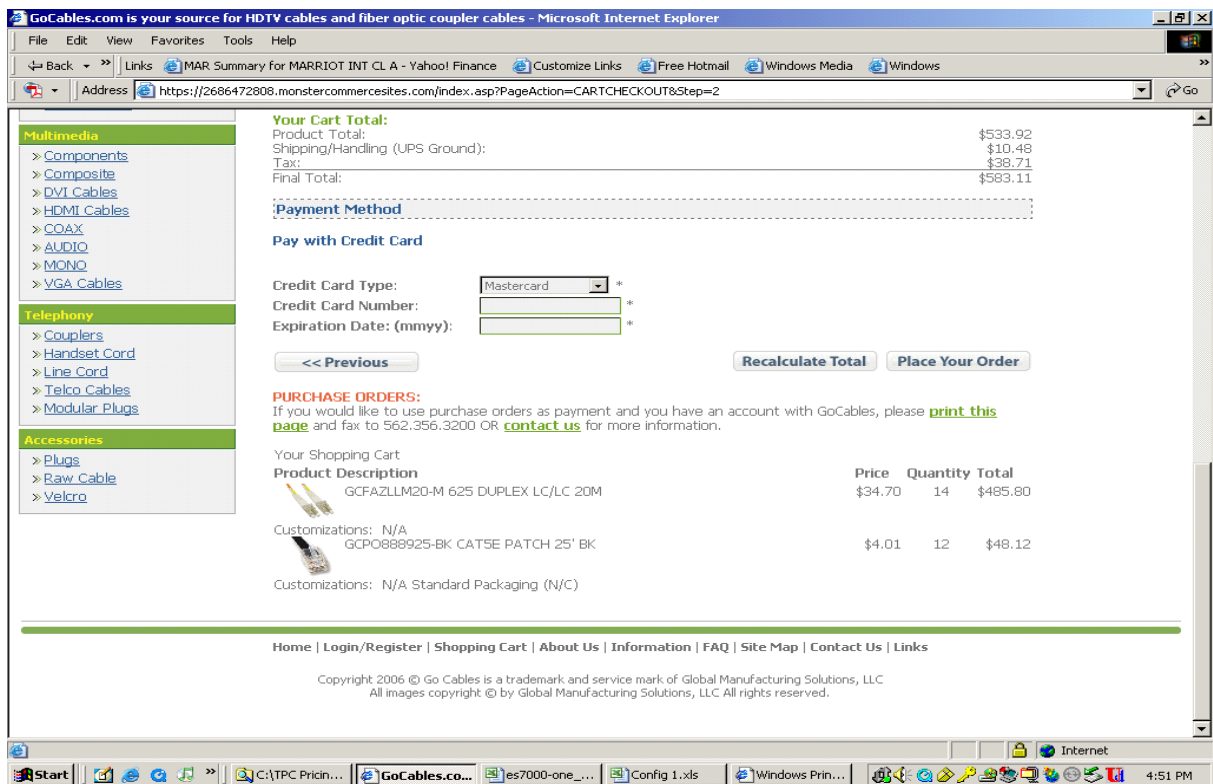 GoCables.com is your source for HDTV cables and fiber optic coupler cables - Microsoft Internet Explorer
File Edit View Favorites Tools Help
Back » Links MAR Summary for MARRIOT INT CL A - Yahoo! Finance Customize Links Free Hotmail Windows Media Windows »
Address https://2686472808.monstercommercesites.com/index.asp?PageAction=CARTCHECKOUT&Step=2 Go
Multimedia
» Components
» Composite
» DVI Cables
» HDMI Cables
» COAX
» AUDIO
» MONO
» VGA Cables
Telephony
» Couplers
» Handset Cord
» Line Cord
» Telco Cables
» Modular Plugs
Accessories
» Plugs
» Raw Cable
» Velcro
Your Cart Total:
Product Total: $533.92
Shipping/Handling (UPS Ground): $10.48
Tax: $38.71
Final Total: $583.11
Payment Method
Pay with Credit Card
Credit Card Type: Mastercard *
Credit Card Number: *
Expiration Date: (mmyy): *
<< Previous Recalculate Total Place Your Order
PURCHASE ORDERS:
If you would like to use purchase orders as payment and you have an account with GoCables, please print this
page and fax to 562.356.3200 OR contact us for more information.
Your Shopping Cart
Product Description Price Quantity Total
GCFAZLLM20-M 625 DUPLEX LC/LC 20M $34.70 14 $485.80
Customizations: N/A
GCPO888925-BK CAT5E PATCH 25' BK $4.01 12 $48.12
Customizations: N/A Standard Packaging (N/C)
Home | Login/Register | Shopping Cart | About Us | Information | FAQ | Site Map | Contact Us | Links
Copyright 2006 © Go Cables is a trademark and service mark of Global Manufacturing Solutions, LLC
All images copyright © by Global Manufacturing Solutions, LLC All rights reserved.
Internet
Start » C:\TPC Pricin... GoCables.co... es7000-one_... Config 1.xls Windows Prin... 4:51 PM